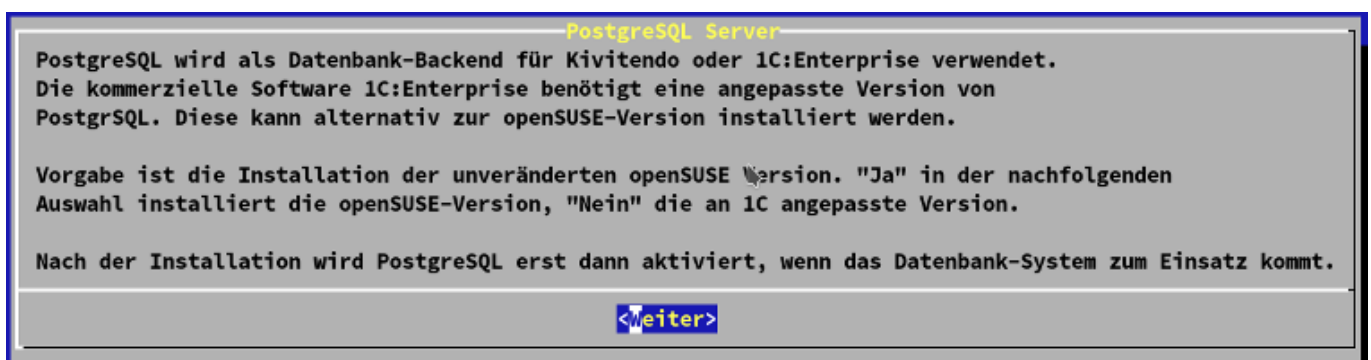 PostgreSQL Server
PostgreSQL wird als Datenbank-Backend für Kivitendo oder 1C:Enterprise verwendet.
Die kommerzielle Software 1C:Enterprise benötigt eine angepasste Version von
PostgrSQL. Diese kann alternativ zur openSUSE-Version installiert werden.
Vorgabe ist die Installation der unveränderten openSUSE Version. "Ja" in der nachfolgenden
Auswahl installiert die openSUSE-Version, "Nein" die an 1C angepasste Version.
Nach der Installation wird PostgreSQL erst dann aktiviert, wenn das Datenbank-System zum Einsatz kommt.
<Weiter>